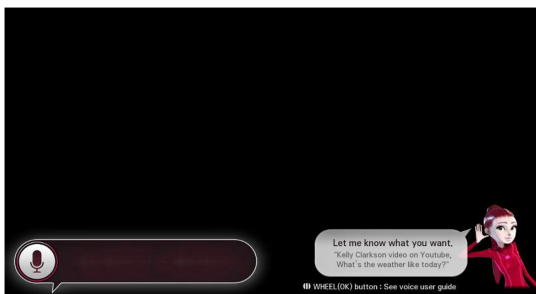 Let me know what you want,
"Kelly Clarkson video on Youtube,
What's the weather like today?"
WHEEL(OK) button : See voice user guide